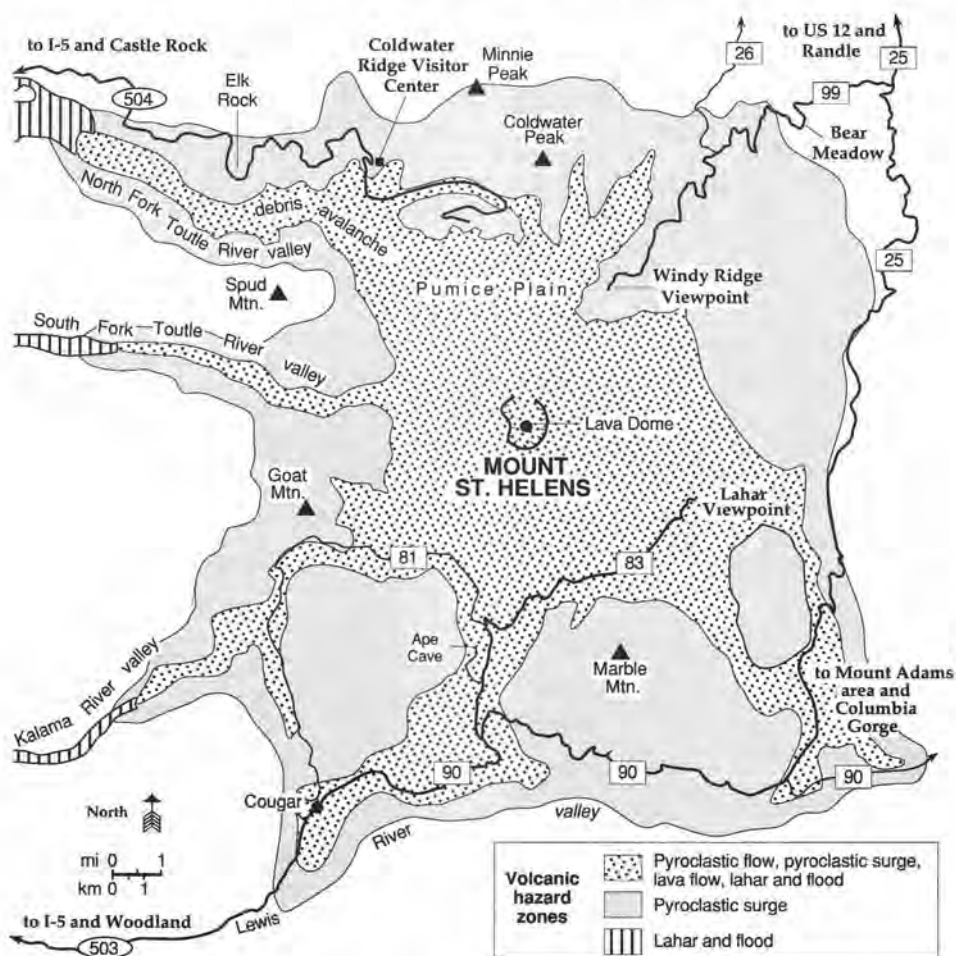 to I-5 and Castle Rock
504
Elk
Rock
Coldwater
Ridge Visitor
Center
Minnie
Peak
Coldwater
Peak
26
to US 12 and
Randle
25
99
Bear
Meadow
North Fork
Toutle
River valley
debris avalanche
25
Spud
Mtn.
Pumice Plain
Windy Ridge
Viewpoint
South Fork Toutle River valley
Lava Dome
MOUNT
ST. HELENS
Goat
Mtn.
Lahar
Viewpoint
81
83
Ape
Cave
Marble
Mtn.
Kalama River valley
to Mount Adams
area and
Columbia
Gorge
90
90
90
Cougar
North
mi 0 1
km 0 1
Lewis River valley
to I-5 and Woodland
503
Volcanic
hazard
zones
Pyroclastic flow, pyroclastic surge,
lava flow, lahar and flood
Pyroclastic surge
Lahar and flood